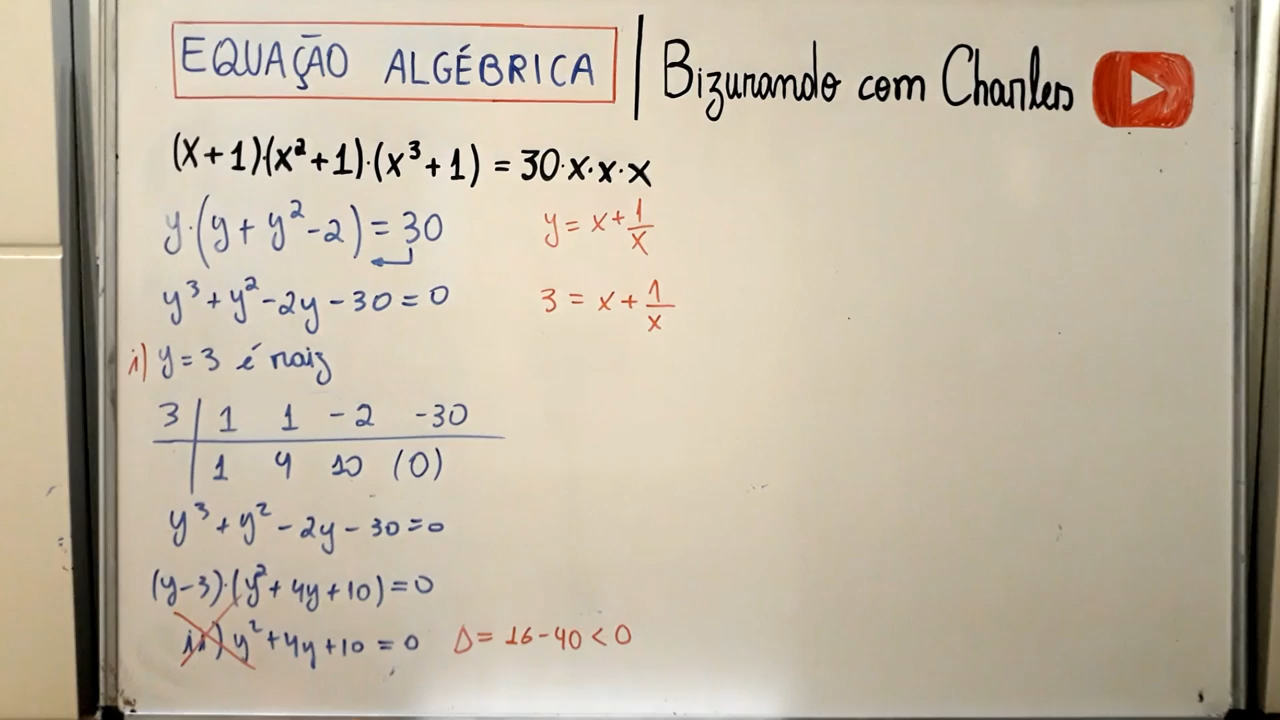 EQUAÇÃO ALGÉBRICA | Bizurando com Charles
(x+1)·(x²+1)·(x³+1) = 30·x·x·x
y·(y+y²-2) = 30
y = x + 1/x
y³+y²-2y-30=0
3 = x + 1/x
i) y=3 é raiz
3 | 1 1 -2 -30
| 1 4 10 (0)
y³+y²-2y-30=0
(y-3)·(y²+4y+10)=0
ii) y²+4y+10=0 Δ=16-40<0